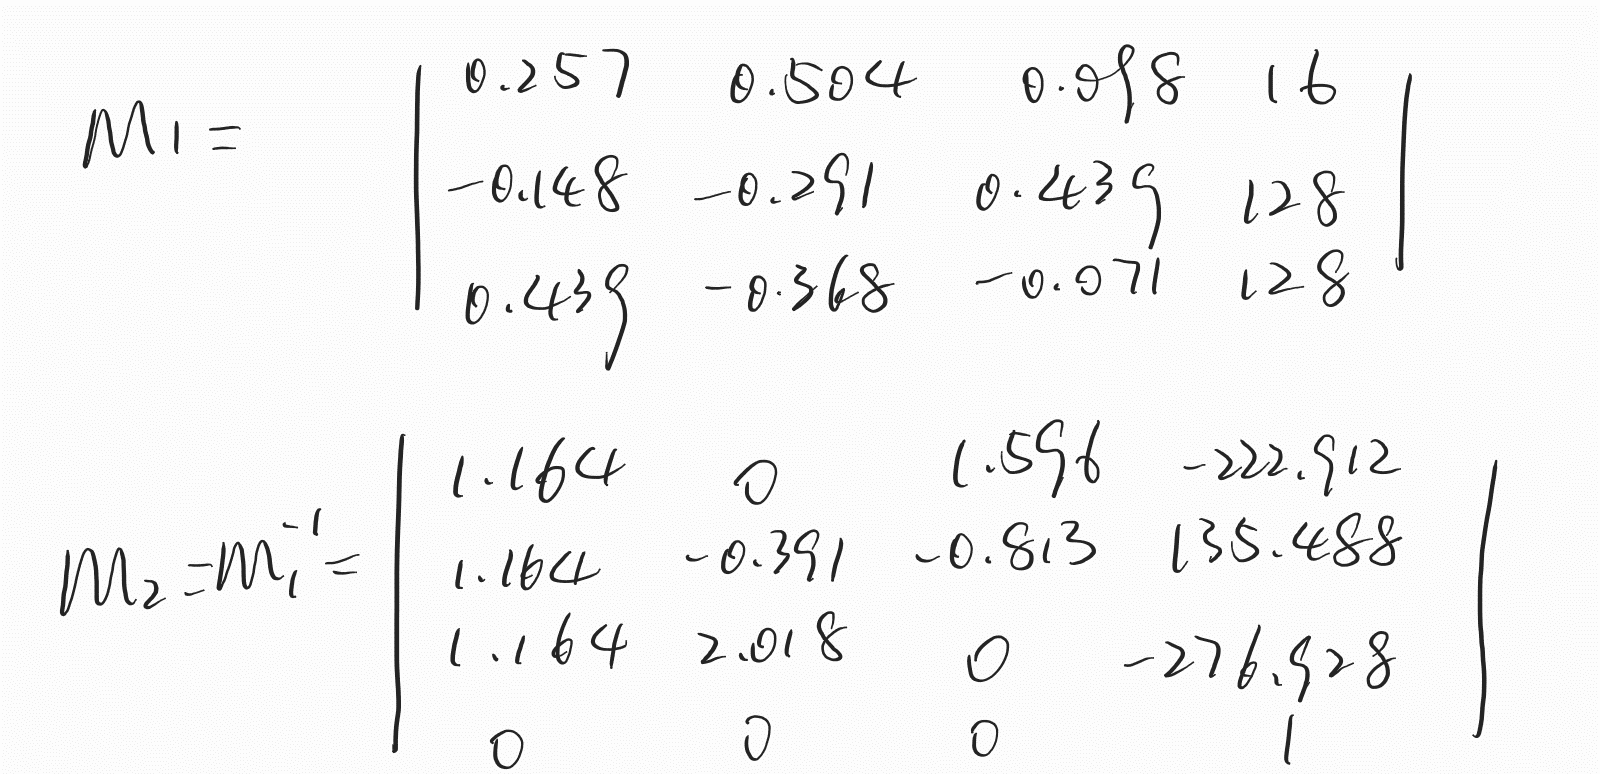 M1 = | 0.257 0.504 0.098 16 |
-0.148 -0.291 0.439 128
0.439 -0.368 -0.071 128
1.164 0 1.596 -222.912
M₂ = M₁⁻¹ = | 1.164 -0.391 -0.813 135.488 |
1.164 2.018 0 -276.928
0 0 0 1